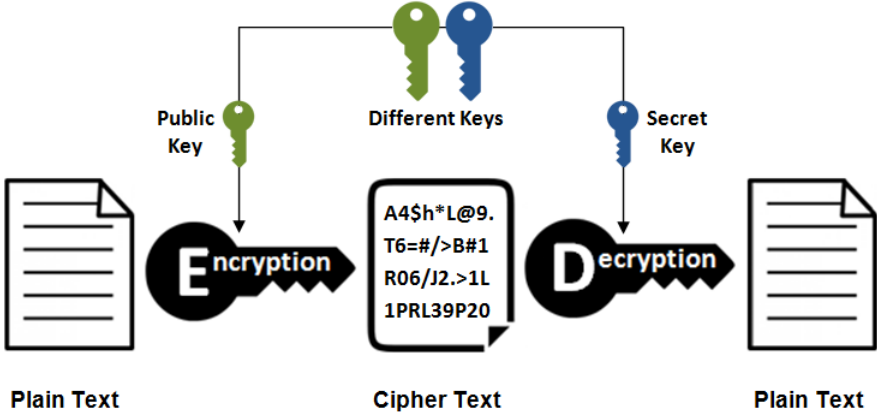 Public
Key
Different Keys
Secret
Key
Encryption
A4$h*L@9.
T6=#/>B#1
R06/J2.>1L
1PRL39P20
Decryption
Plain Text
Cipher Text
Plain Text